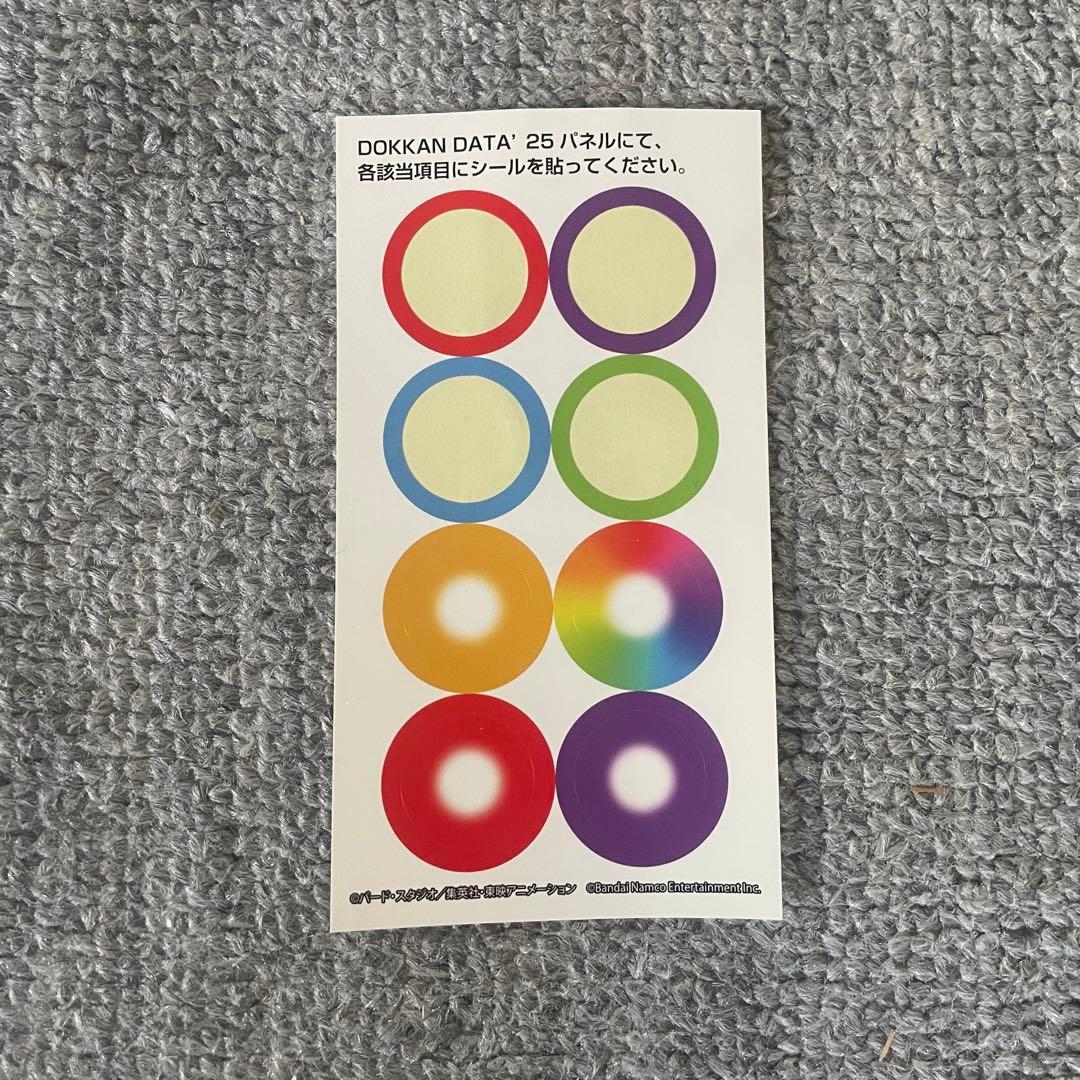 DOKKAN DATA' 25 パネルにて、
各該当項目にシールを貼ってください。
©バード・スタジオ／集英社・東映アニメーション ©Bandai Namco Entertainment Inc.